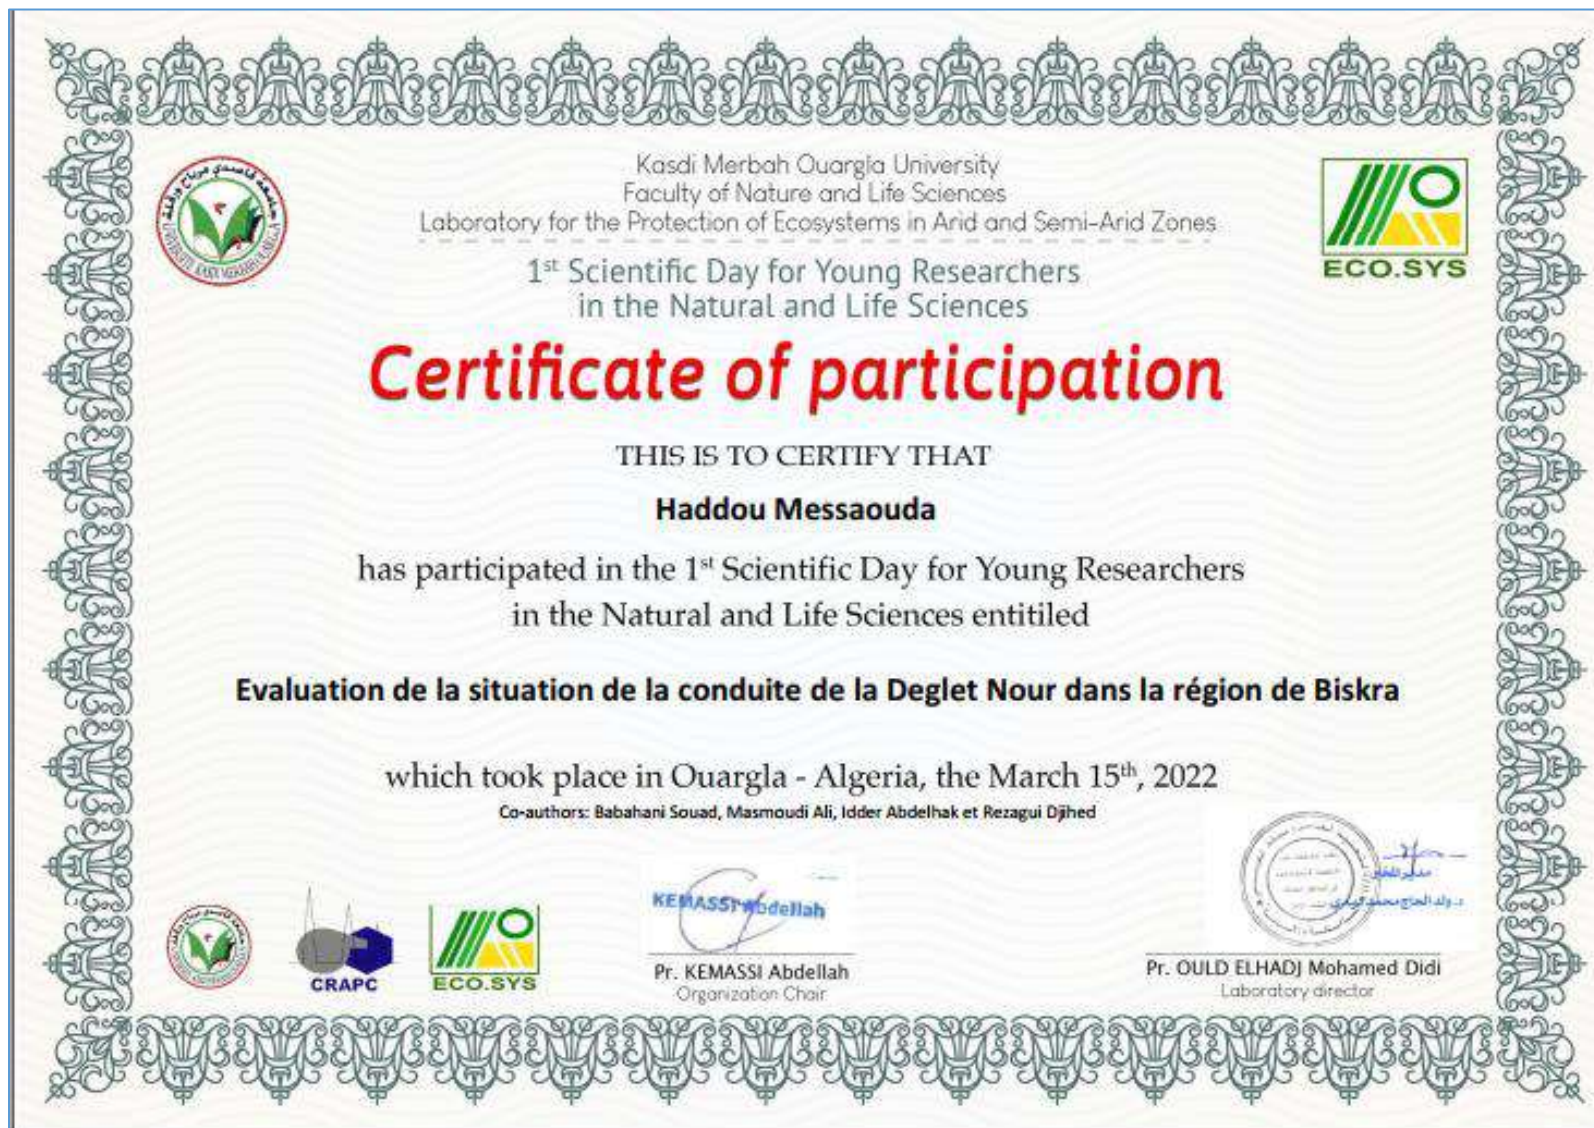 Kasdi Merbah Ouargla University
Faculty of Nature and Life Sciences
Laboratory for the Protection of Ecosystems in Arid and Semi-Arid Zones
1st Scientific Day for Young Researchers
in the Natural and Life Sciences
ECO.SYS
Certificate of participation
THIS IS TO CERTIFY THAT
Haddou Messaouda
has participated in the 1st Scientific Day for Young Researchers
in the Natural and Life Sciences entitiled
Evaluation de la situation de la conduite de la Deglet Nour dans la région de Biskra
which took place in Ouargla - Algeria, the March 15th, 2022
Co-authors: Babahani Souad, Masmoudi Ali, Idder Abdelhak et Rezagui Djihed
CRAPC
ECO.SYS
KEMASSI Abdellah
Pr. KEMASSI Abdellah
Organization Chair
مدير المخبر
Pr. OULD ELHADJ Mohamed Didi
Laboratory director